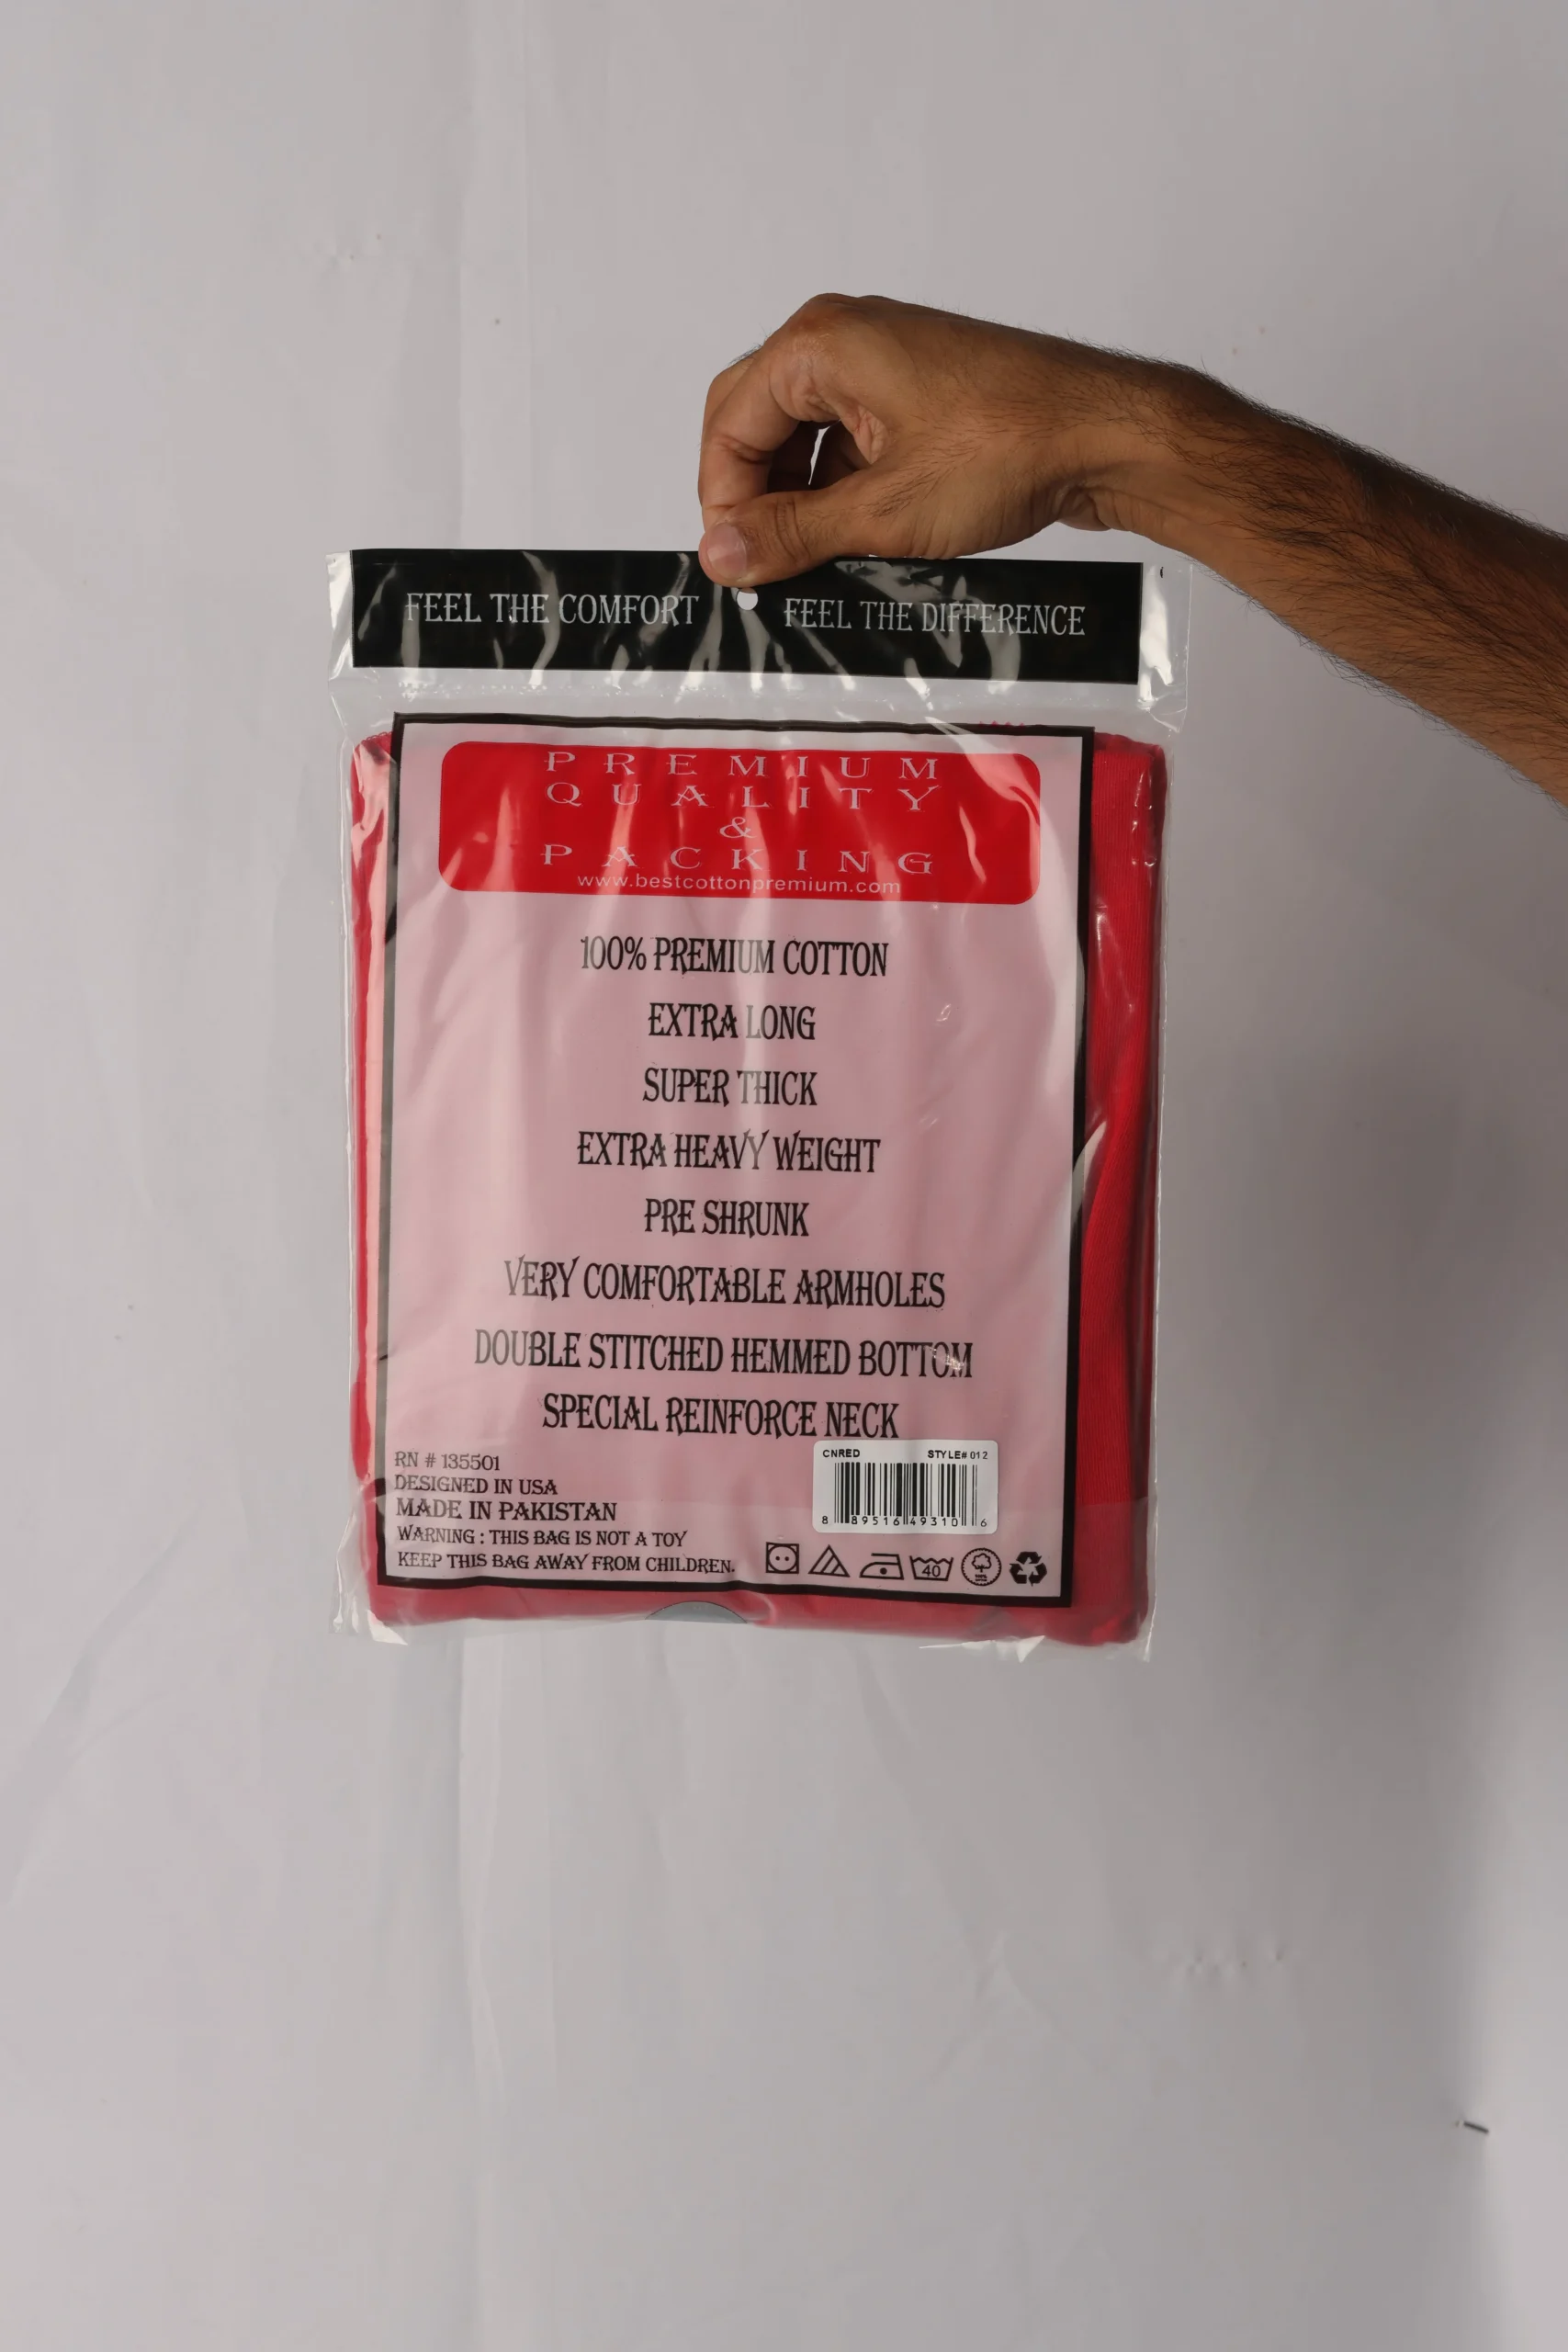 FEEL THE COMFORT FEEL THE DIFFERENCE
PREMIUM
QUALITY
&
PACKING
www.bestcottonpremium.com
100% PREMIUM COTTON
EXTRA LONG
SUPER THICK
EXTRA HEAVY WEIGHT
PRE SHRUNK
VERY COMFORTABLE ARMHOLES
DOUBLE STITCHED HEMMED BOTTOM
SPECIAL REINFORCE NECK
RN # 135501
DESIGNED IN USA
MADE IN PAKISTAN
WARNING : THIS BAG IS NOT A TOY
KEEP THIS BAG AWAY FROM CHILDREN.
CNRED STYLE# 012
8 89516 49310 6
40